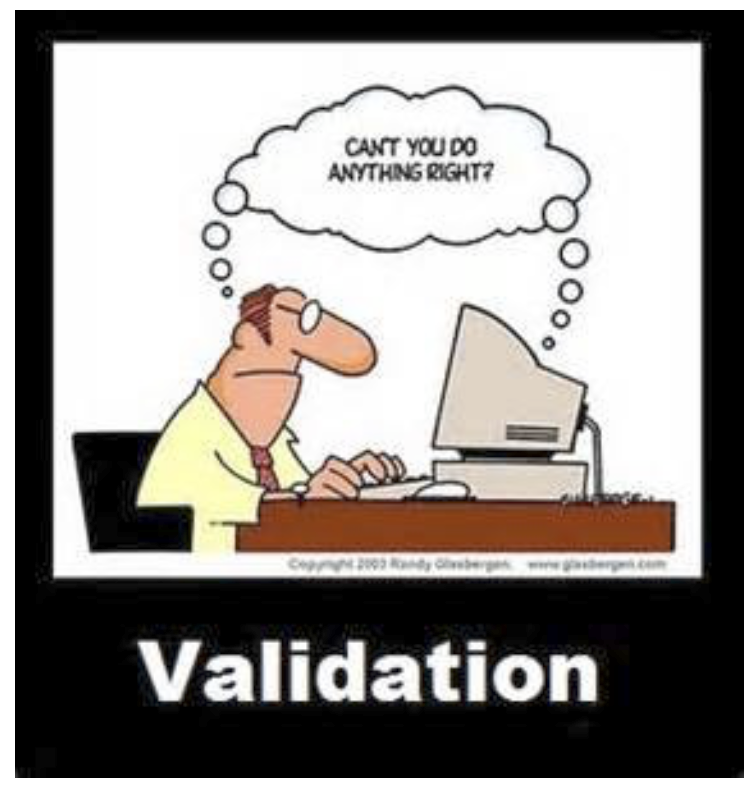 CAN'T YOU DO
ANYTHING RIGHT?
Copyright 2003 Randy Glasbergen. www.glasbergen.com
Validation